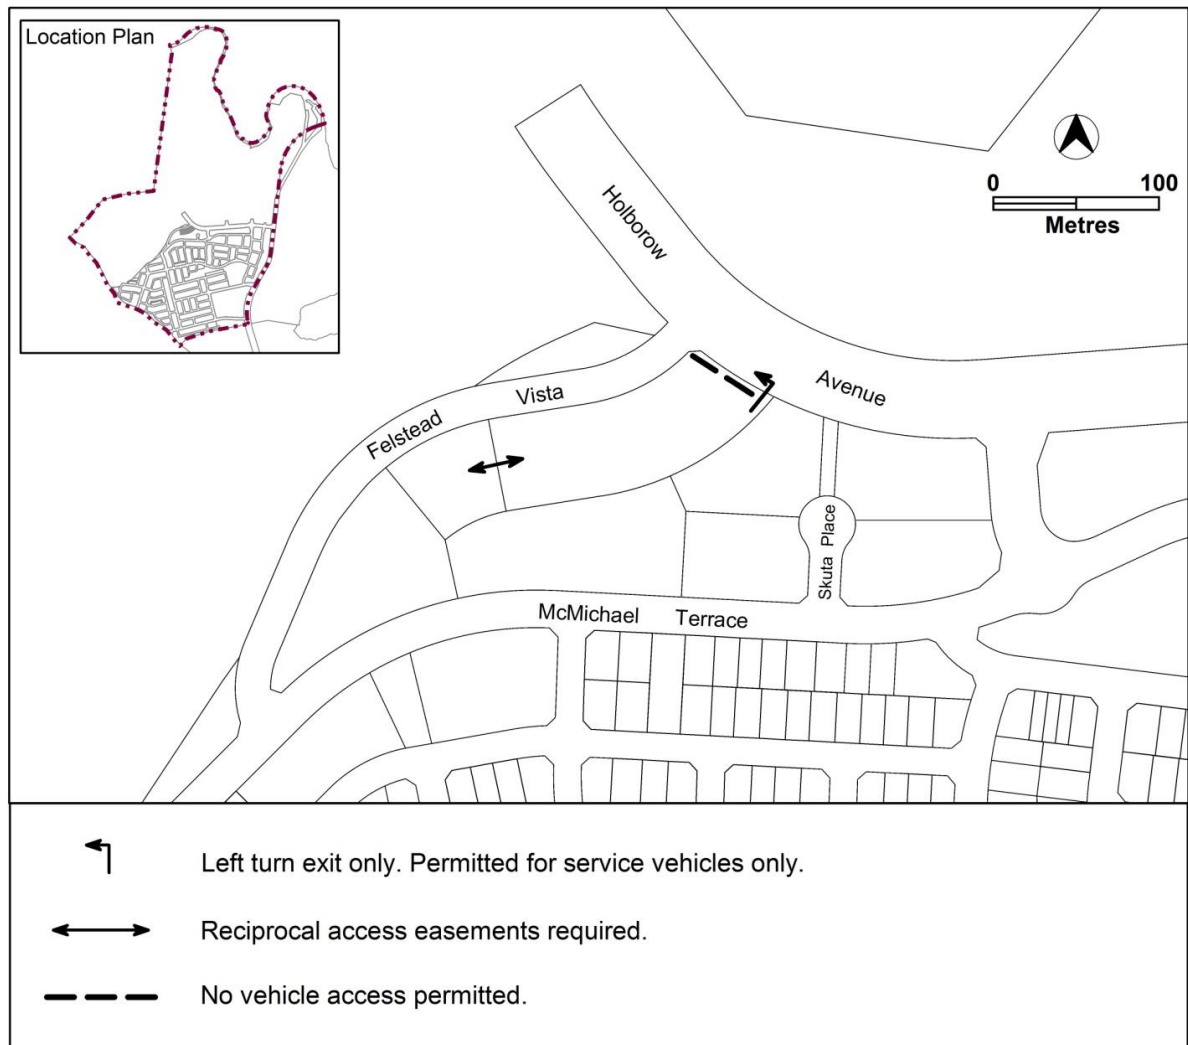 Location Plan
0 100
Metres
Holborow
Avenue
Felstead
Vista
Skuta Place
McMichael Terrace
Left turn exit only. Permitted for service vehicles only.
Reciprocal access easements required.
No vehicle access permitted.